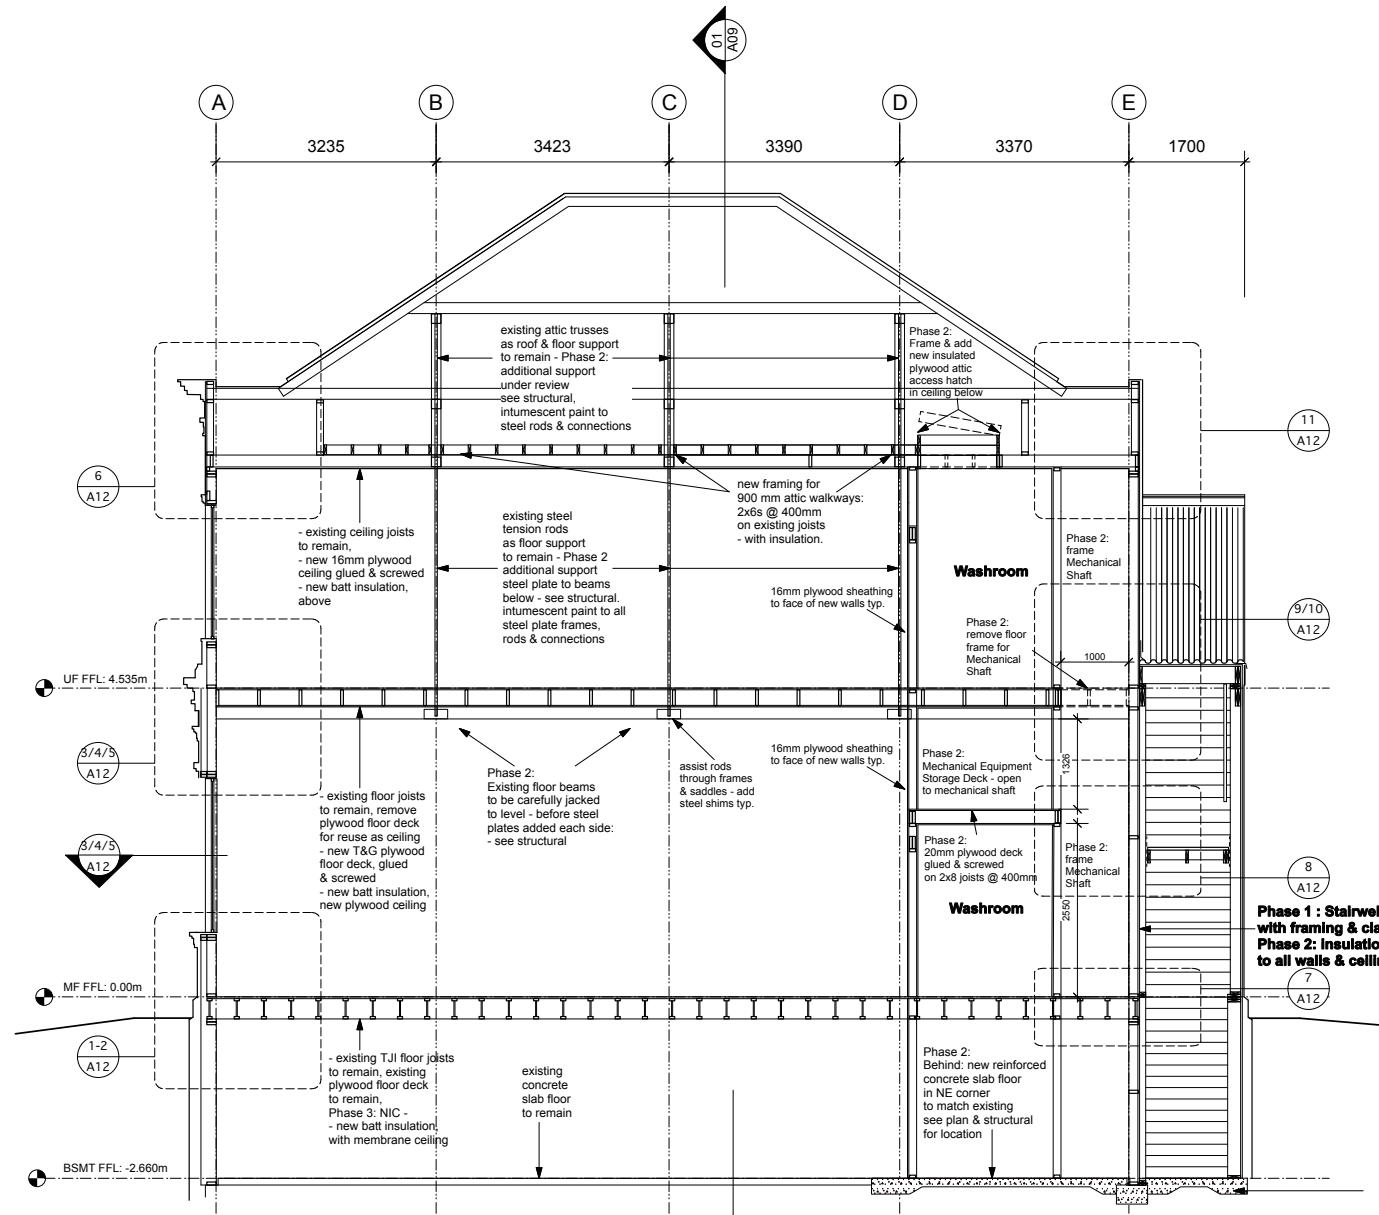 01
A09
A
B
C
D
E
3235
3423
3390
3370
1700
existing attic trusses
as roof & floor support
to remain - Phase 2:
additional support
under review
see structural,
intumescent paint to
steel rods & connections
Phase 2:
Frame & add
new insulated
plywood attic
access hatch
in ceiling below
11
A12
6
A12
- existing ceiling joists
to remain,
- new 16mm plywood
ceiling glued & screwed
- new batt insulation,
above
existing steel
tension rods
as floor support
to remain - Phase 2
additional support
steel plate to beams
below - see structural.
intumescent paint to all
steel plate frames,
rods & connections
new framing for
900 mm attic walkways:
2x6s @ 400mm
on existing joists
- with insulation.
Phase 2:
frame
Mechanical
Shaft
Washroom
16mm plywood sheathing
to face of new walls typ.
Phase 2:
remove floor
frame for
Mechanical
Shaft
1000
9/10
A12
UF FFL: 4.535m
3/4/5
A12
- existing floor joists
to remain, remove
plywood floor deck
for reuse as ceiling
- new T&G plywood
floor deck, glued
& screwed
- new batt insulation,
new plywood ceiling
Phase 2:
Existing floor beams
to be carefully jacked
to level - before steel
plates added each side:
- see structural
assist rods
through frames
& saddles - add
steel shims typ.
16mm plywood sheathing
to face of new walls typ.
Phase 2:
Mechanical Equipment
Storage Deck - open
to mechanical shaft
1326
3/4/5
A12
Phase 2:
20mm plywood deck
glued & screwed
on 2x8 joists @ 400mm
Phase 2:
frame
Mechanical
Shaft
2550
8
A12
Washroom
Phase 1 : Stairwel
with framing & cla
Phase 2: insulatio
to all walls & ceilin
MF FFL: 0.00m
7
A12
1-2
A12
- existing TJI floor joists
to remain, existing
plywood floor deck
to remain,
Phase 3: NIC -
- new batt insulation,
with membrane ceiling
existing
concrete
slab floor
to remain
Phase 2:
Behind: new reinforced
concrete slab floor
in NE corner
to match existing
see plan & structural
for location
BSMT FFL: -2.660m